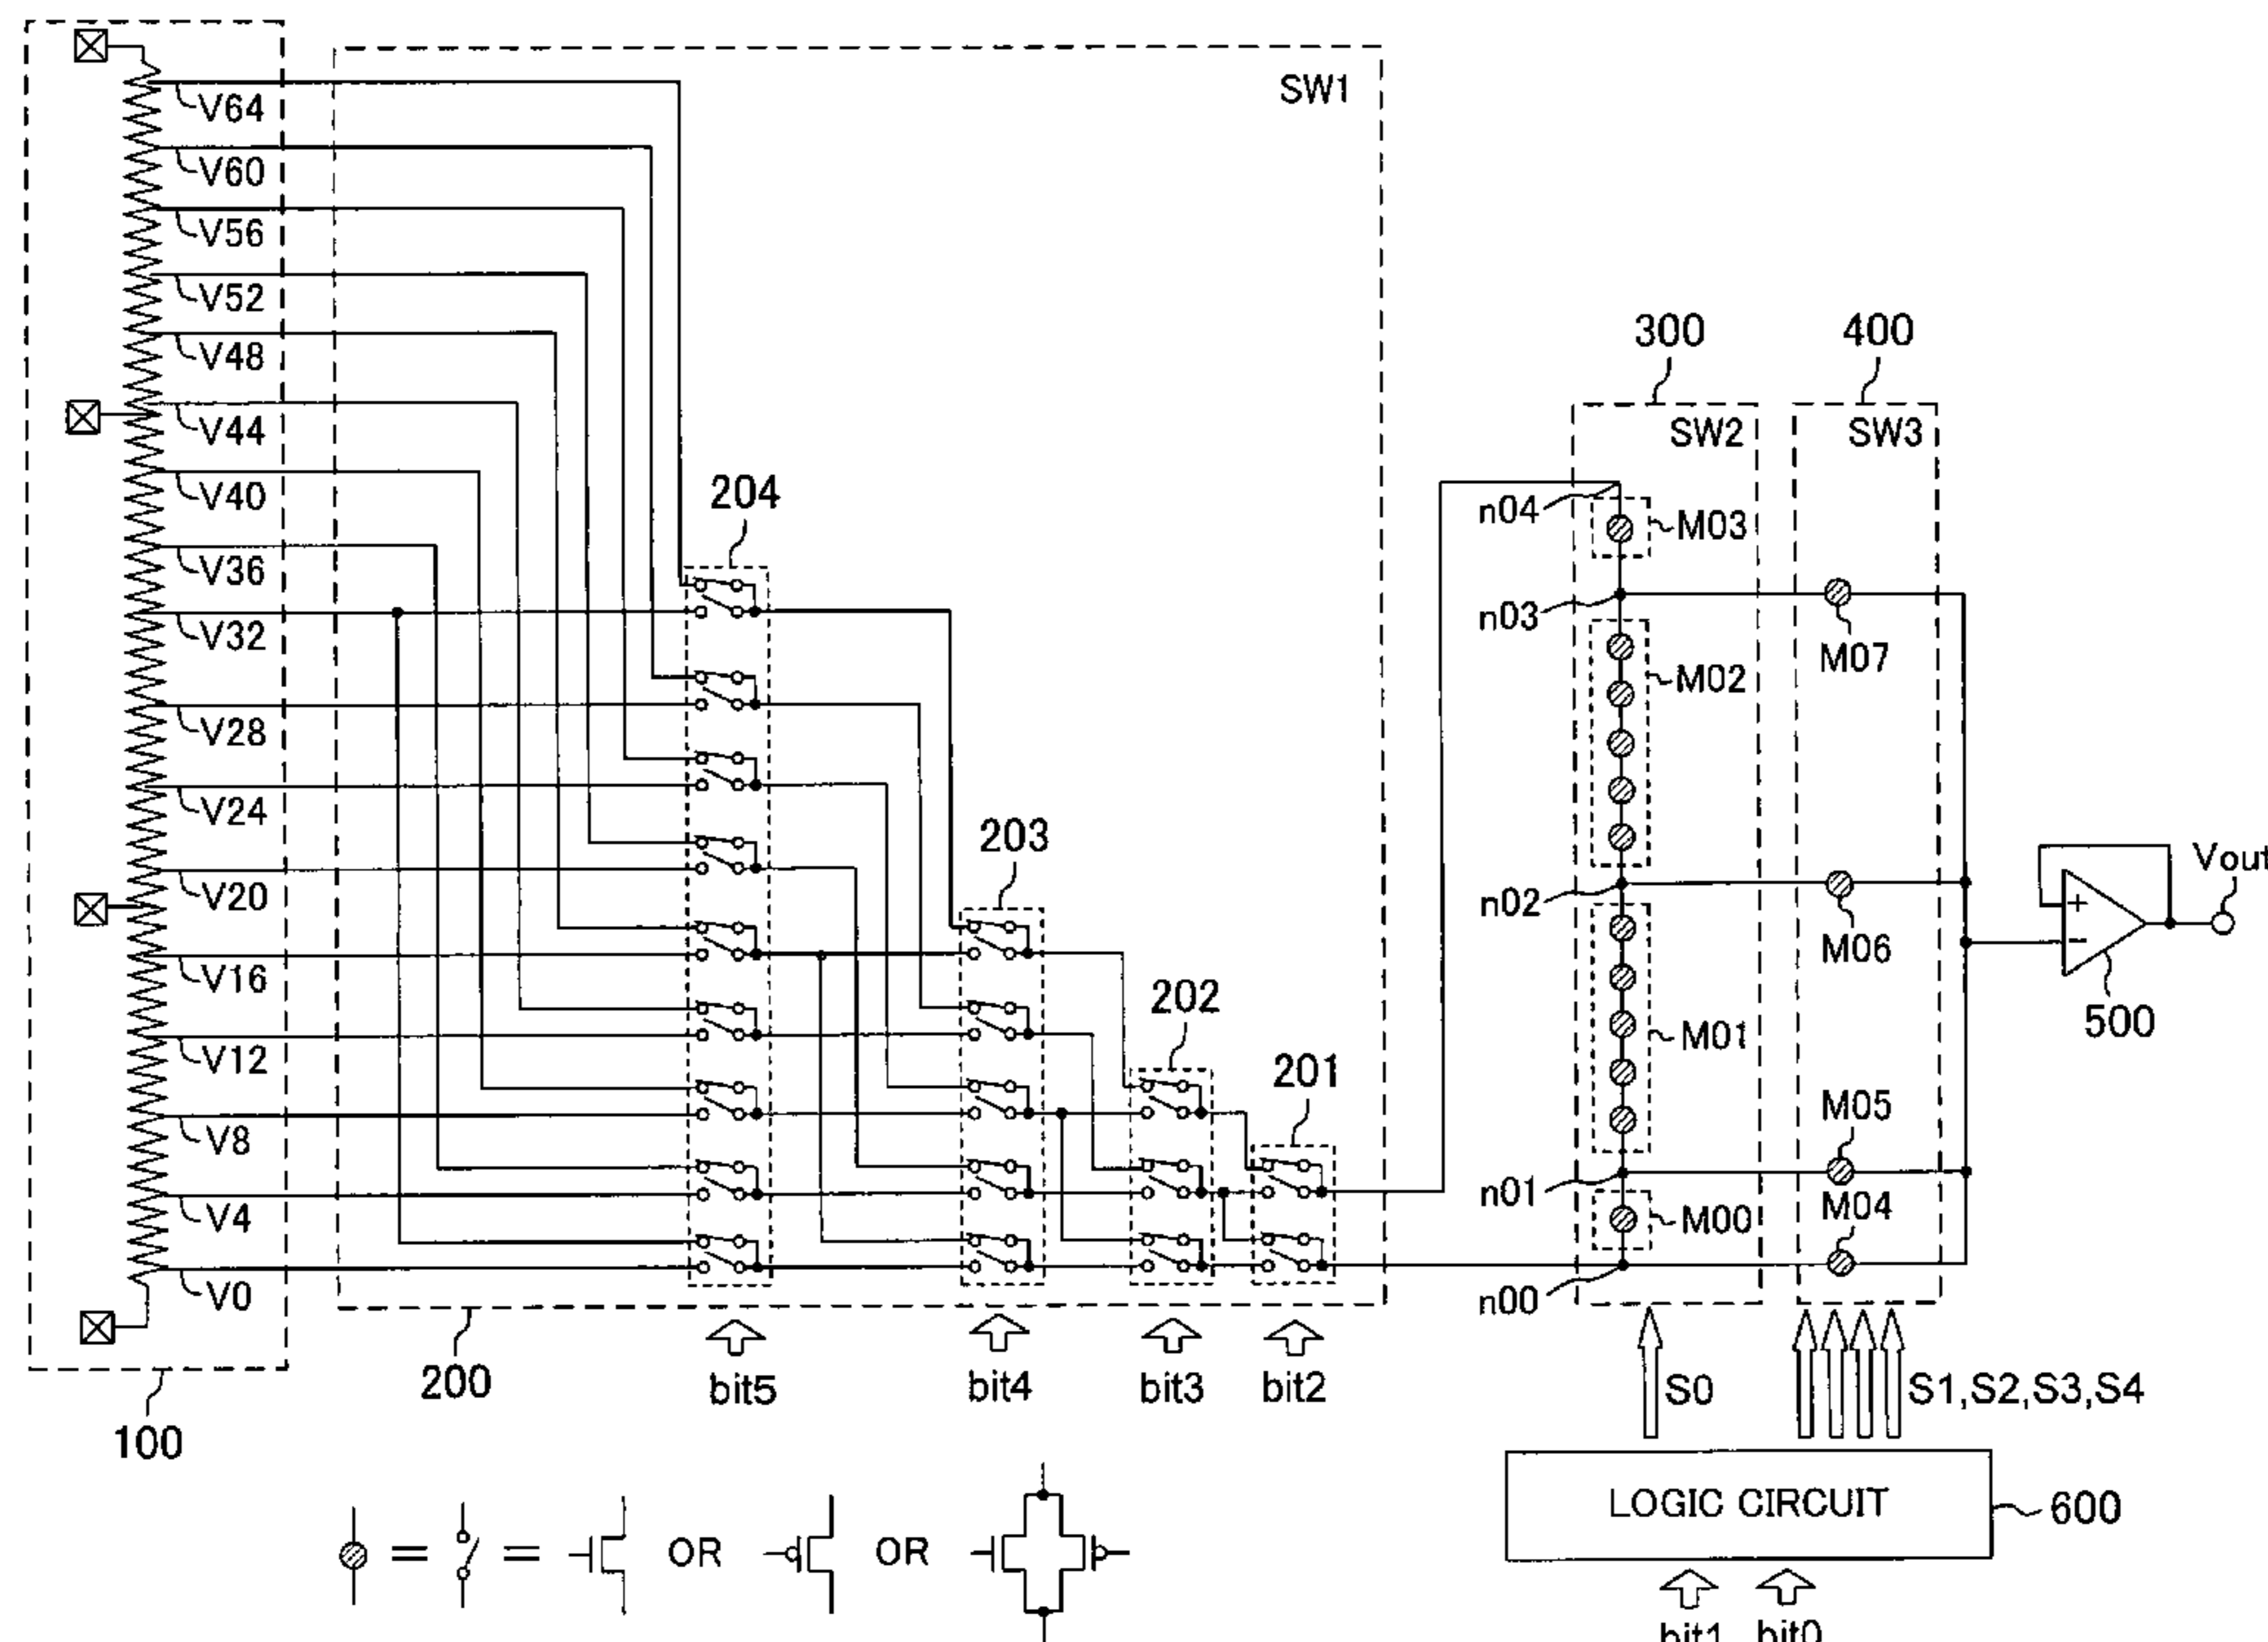 V64
V60
V56
V52
V48
V44
V40
V36
V32
V28
V24
V20
V16
V12
V8
V4
V0
100
SW1
204
203
202
201
200
bit5
bit4
bit3
bit2
300
400
SW2
SW3
n04
M03
n03
M07
M02
n02
M06
M01
M05
n01
M04
M00
n00
+
−
Vout
500
S0
S1,S2,S3,S4
LOGIC CIRCUIT
600
bit1 bit0
= = OR OR